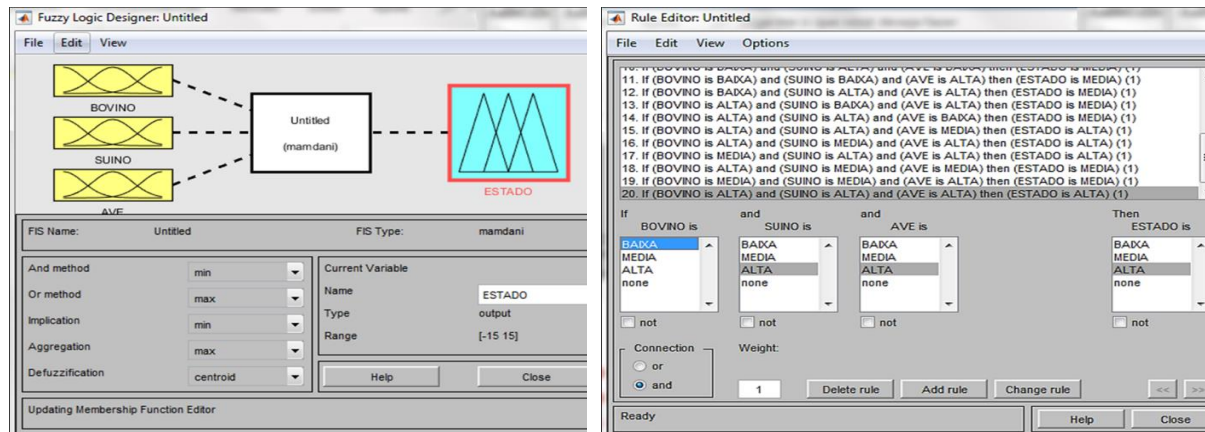 Fuzzy Logic Designer: Untitled
File Edit View
BOVINO
SUINO
AVE
Untitled
(mamdani)
ESTADO
FIS Name: Untitled FIS Type: mamdani
And method min
Or method max
Implication min
Aggregation max
Defuzzification centroid
Current Variable
Name ESTADO
Type output
Range [-15 15]
Help Close
Updating Membership Function Editor
Rule Editor: Untitled
File Edit View Options
11. If (BOVINO is BAIXA) and (SUINO is BAIXA) and (AVE is ALTA) then (ESTADO is MEDIA) (1)
12. If (BOVINO is BAIXA) and (SUINO is ALTA) and (AVE is ALTA) then (ESTADO is MEDIA) (1)
13. If (BOVINO is ALTA) and (SUINO is BAIXA) and (AVE is ALTA) then (ESTADO is MEDIA) (1)
14. If (BOVINO is ALTA) and (SUINO is ALTA) and (AVE is BAIXA) then (ESTADO is MEDIA) (1)
15. If (BOVINO is ALTA) and (SUINO is ALTA) and (AVE is MEDIA) then (ESTADO is ALTA) (1)
16. If (BOVINO is ALTA) and (SUINO is MEDIA) and (AVE is ALTA) then (ESTADO is ALTA) (1)
17. If (BOVINO is MEDIA) and (SUINO is ALTA) and (AVE is ALTA) then (ESTADO is ALTA) (1)
18. If (BOVINO is ALTA) and (SUINO is MEDIA) and (AVE is MEDIA) then (ESTADO is MEDIA) (1)
19. If (BOVINO is MEDIA) and (SUINO is MEDIA) and (AVE is ALTA) then (ESTADO is MEDIA) (1)
20. If (BOVINO is ALTA) and (SUINO is ALTA) and (AVE is ALTA) then (ESTADO is ALTA) (1)
If and and Then
BOVINO is SUINO is AVE is ESTADO is
BAIXA BAIXA BAIXA BAIXA
MEDIA MEDIA MEDIA MEDIA
ALTA ALTA ALTA ALTA
none none none none
not not not not
Connection Weight:
or
and 1 Delete rule Add rule Change rule << >>
Ready Help Close